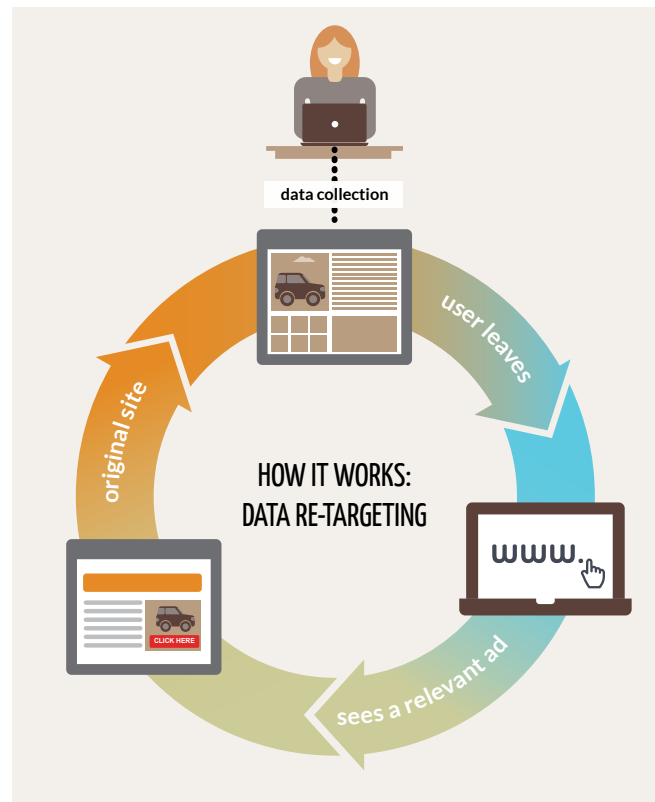 data collection
user leaves
original site
HOW IT WORKS:
DATA RE-TARGETING
www.
CLICK HERE
sees a relevant ad